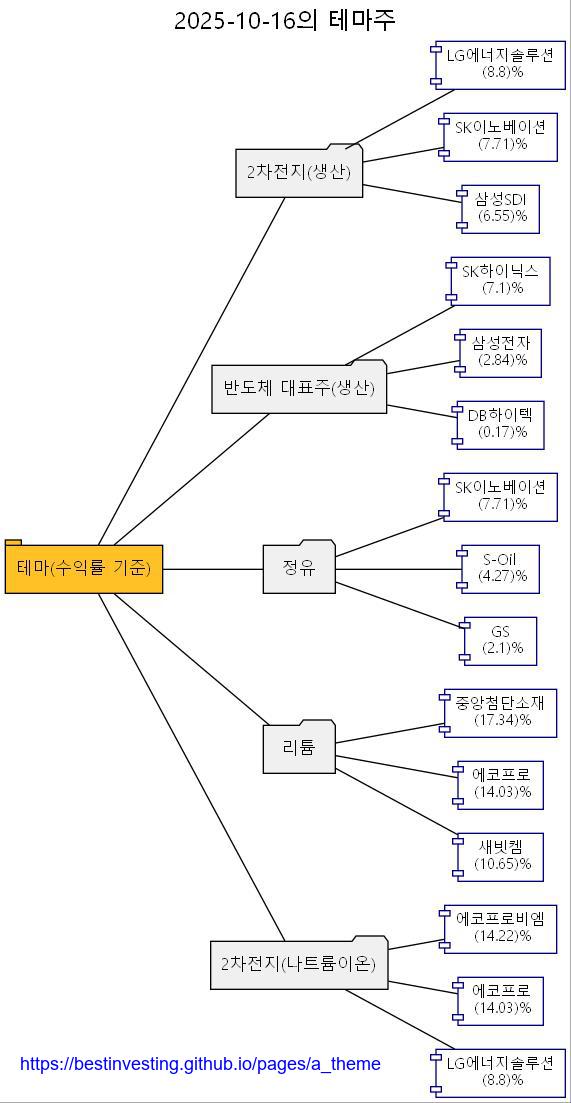 2025-10-16의 테마주
LG에너지솔루션
(8.8)%
SK이노베이션
(7.71)%
2차전지(생산)
삼성SDI
(6.55)%
SK하이닉스
(7.1)%
삼성전자
(2.84)%
반도체 대표주(생산)
DB하이텍
(0.17)%
SK이노베이션
(7.71)%
테마(수익률 기준)
정유
S-Oil
(4.27)%
GS
(2.1)%
중앙첨단소재
(17.34)%
리튬
에코프로
(14.03)%
새빗켐
(10.65)%
에코프로비엠
(14.22)%
2차전지(나트륨이온)
에코프로
(14.03)%
LG에너지솔루션
(8.8)%
https://bestinvesting.github.io/pages/a_theme